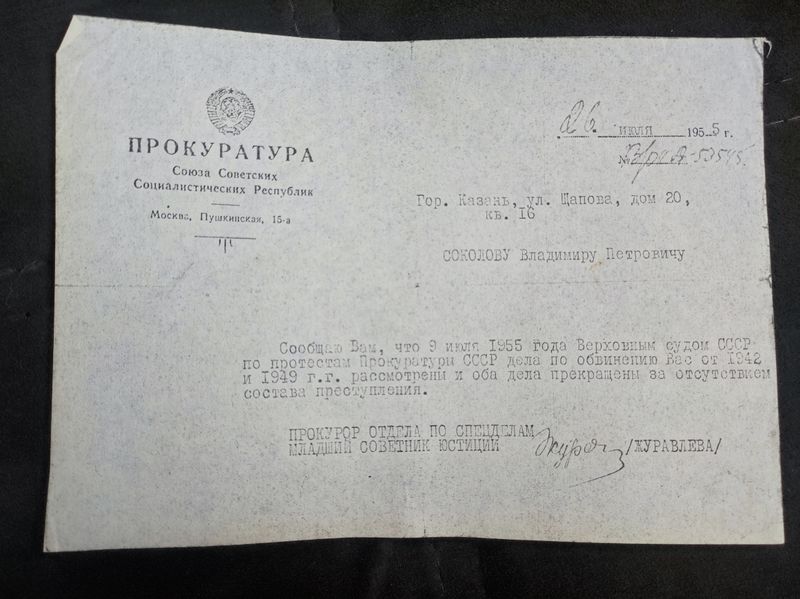 ПРОКУРАТУРА
Союза Советских
Социалистических Республик
Москва, Пушкинская, 15-а
26 июля 1955 г.
№
Гор. Казань, ул. Щапова, дом 20,
кв. 16
СОКОЛОВУ Владимиру Петровичу
Сообщаю Вам, что 9 июля 1955 года Верховным судом СССР
по протестам Прокуратуры СССР дела по обвинению Вас от 1942
и 1949 г.г. рассмотрены и оба дела прекращены за отсутствием
состава преступления.
ПРОКУРОР ОТДЕЛА ПО СПЕЦДЕЛАМ
МЛАДШИЙ СОВЕТНИК ЮСТИЦИИ /ЖУРАВЛЕВА/